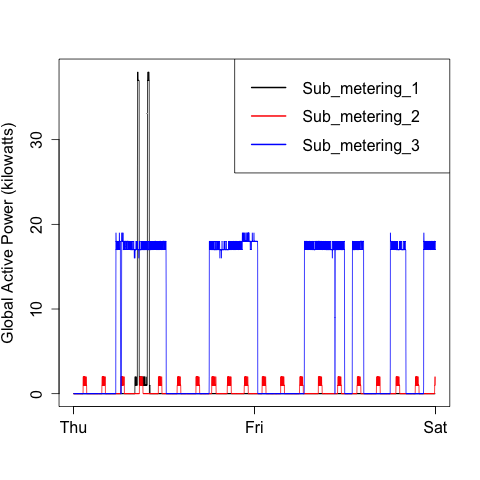 Global Active Power (kilowatts)
30
20
10
0
Sub_metering_1
Sub_metering_2
Sub_metering_3
Thu
Fri
Sat